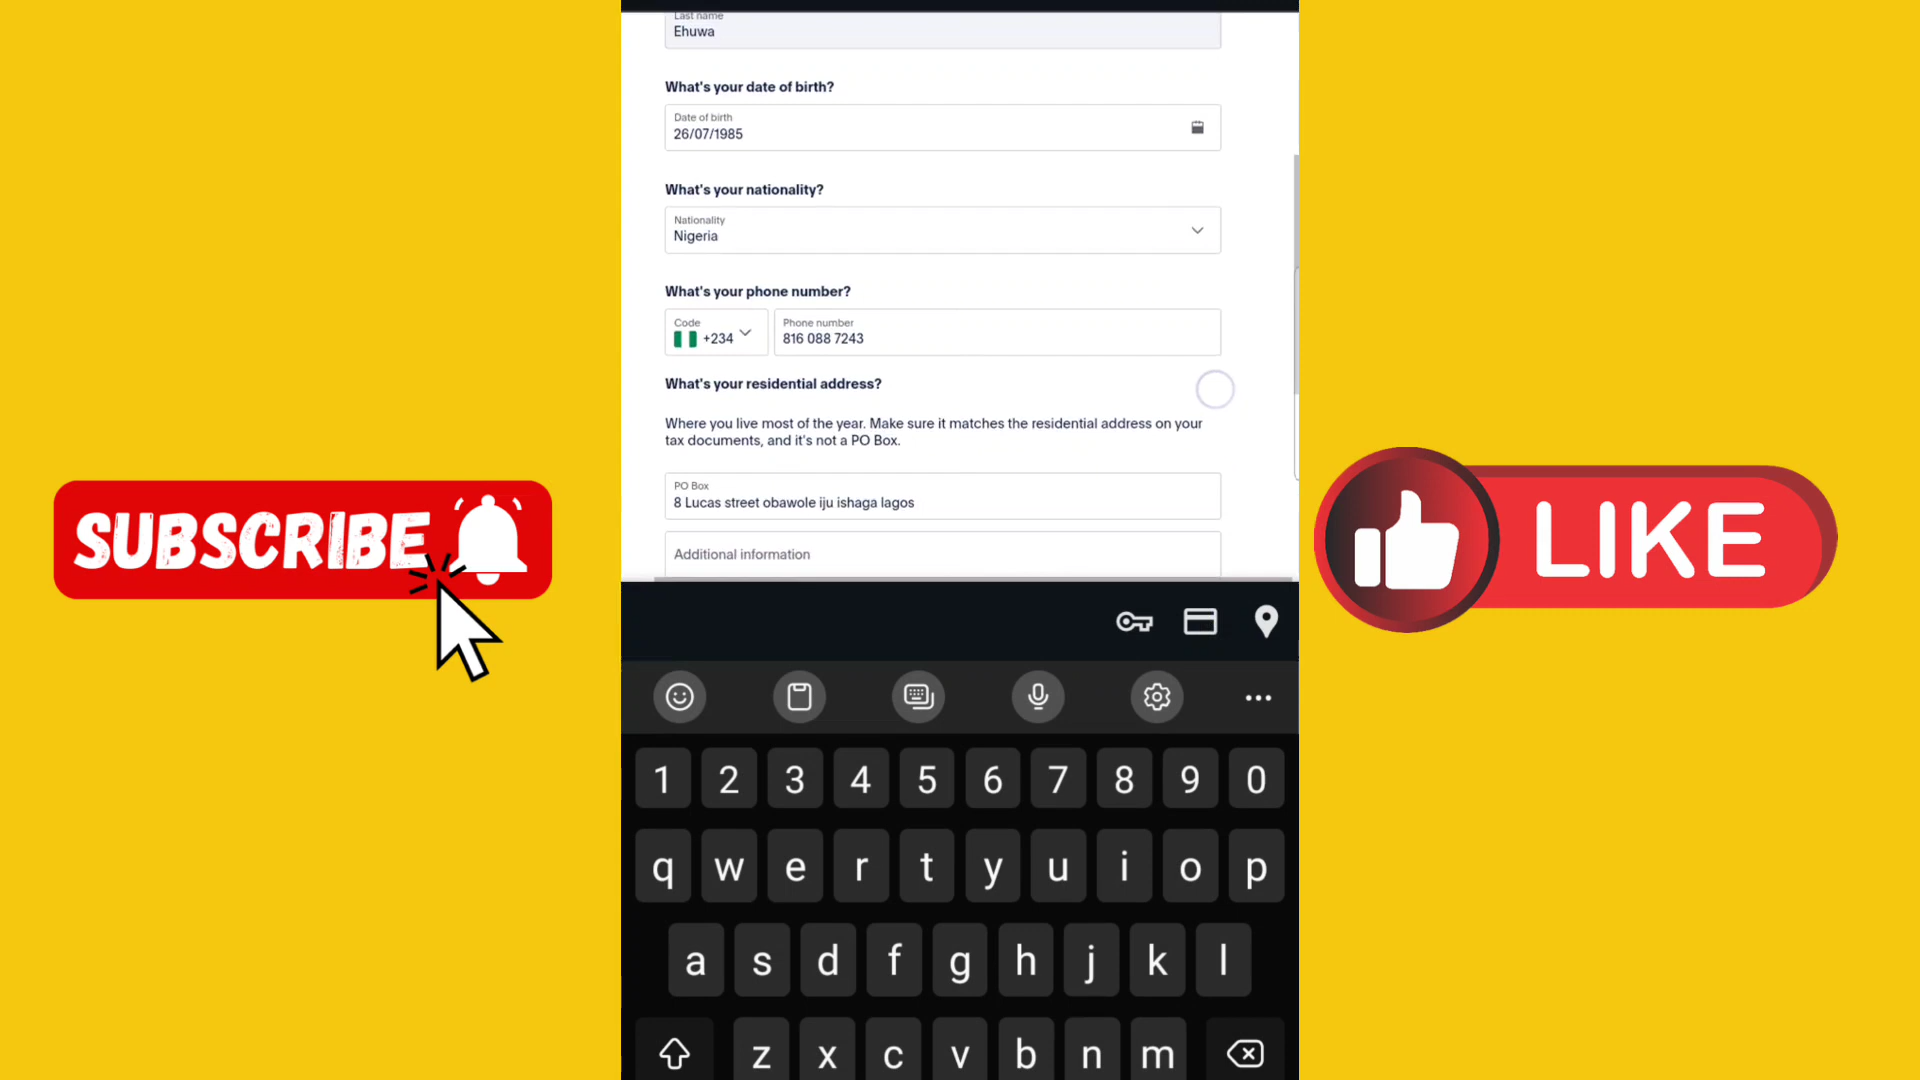 Last name
Ehuwa
What's your date of birth?
Date of birth
26/07/1985
What's your nationality?
Nationality
Nigeria
What's your phone number?
Code
+234
Phone number
816 088 7243
What's your residential address?
Where you live most of the year. Make sure it matches the residential address on your
tax documents, and it's not a PO Box.
PO Box
8 Lucas street obawole iju ishaga lagos
Additional information
SUBSCRIBE
LIKE
1 2 3 4 5 6 7 8 9 0
q w e r t y u i o p
a s d f g h j k l
z x c v b n m